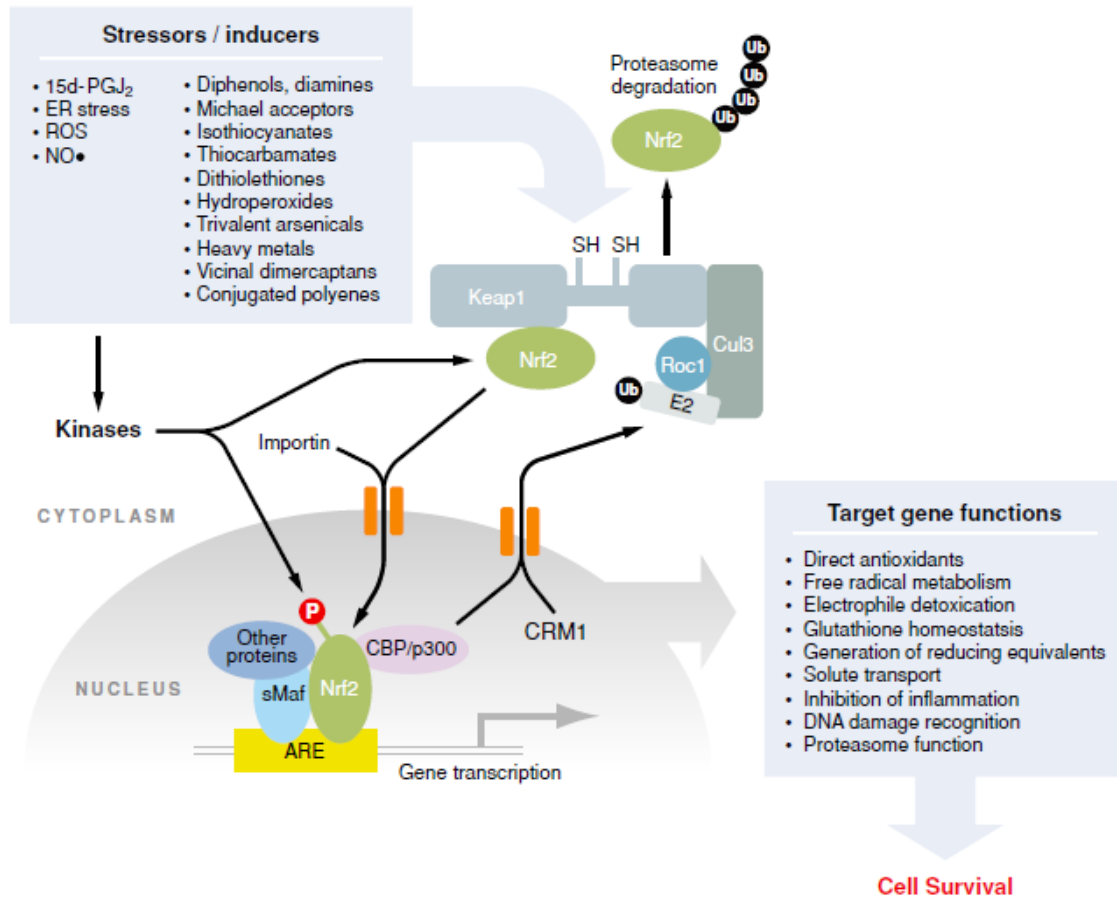 Stressors / inducers
• 15d-PGJ₂
• ER stress
• ROS
• NO•
• Diphenols, diamines
• Michael acceptors
• Isothiocyanates
• Thiocarbamates
• Dithiolethiones
• Hydroperoxides
• Trivalent arsenicals
• Heavy metals
• Vicinal dimercaptans
• Conjugated polyenes
Ub
Ub
Ub
Ub
Proteasome
degradation
Nrf2
SH SH
Keap1
Cul3
Nrf2
Roc1
Ub
E2
Kinases
Importin
CYTOPLASM
P
Other
proteins
CBP/p300
CRM1
NUCLEUS
sMaf
Nrf2
ARE
Gene transcription
Target gene functions
• Direct antioxidants
• Free radical metabolism
• Electrophile detoxication
• Glutathione homeostatsis
• Generation of reducing equivalents
• Solute transport
• Inhibition of inflammation
• DNA damage recognition
• Proteasome function
Cell Survival